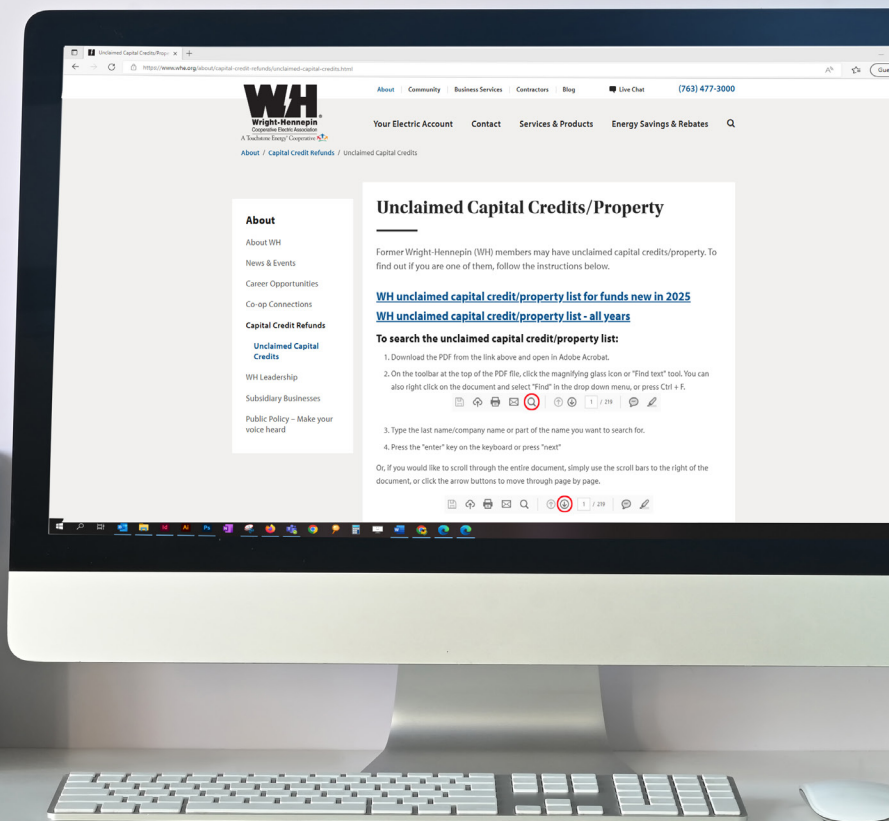 Unclaimed Capital Credits/Prope
https://www.whe.org/about/capital-credit-refunds/unclaimed-capital-credits.html
About Community Business Services Contractors Blog Live Chat (763) 477-3000
WH
Wright-Hennepin
Cooperative Electric Association
A Touchstone Energy® Cooperative
Your Electric Account Contact Services & Products Energy Savings & Rebates
About / Capital Credit Refunds / Unclaimed Capital Credits
About
About WH
News & Events
Career Opportunities
Co-op Connections
Capital Credit Refunds
Unclaimed Capital
Credits
WH Leadership
Subsidiary Businesses
Public Policy – Make your
voice heard
Unclaimed Capital Credits/Property
Former Wright-Hennepin (WH) members may have unclaimed capital credits/property. To
find out if you are one of them, follow the instructions below.
WH unclaimed capital credit/property list for funds new in 2025
WH unclaimed capital credit/property list - all years
To search the unclaimed capital credit/property list:
1. Download the PDF from the link above and open in Adobe Acrobat.
2. On the toolbar at the top of the PDF file, click the magnifying glass icon or "Find text" tool. You can
also right click on the document and select "Find" in the drop down menu, or press Ctrl + F.
1 / 278
3. Type the last name/company name or part of the name you want to search for.
4. Press the "enter" key on the keyboard or press "next"
Or, if you would like to scroll through the entire document, simply use the scroll bars to the right of the
document, or click the arrow buttons to move through page by page.
1 / 278
Id Ai Ps